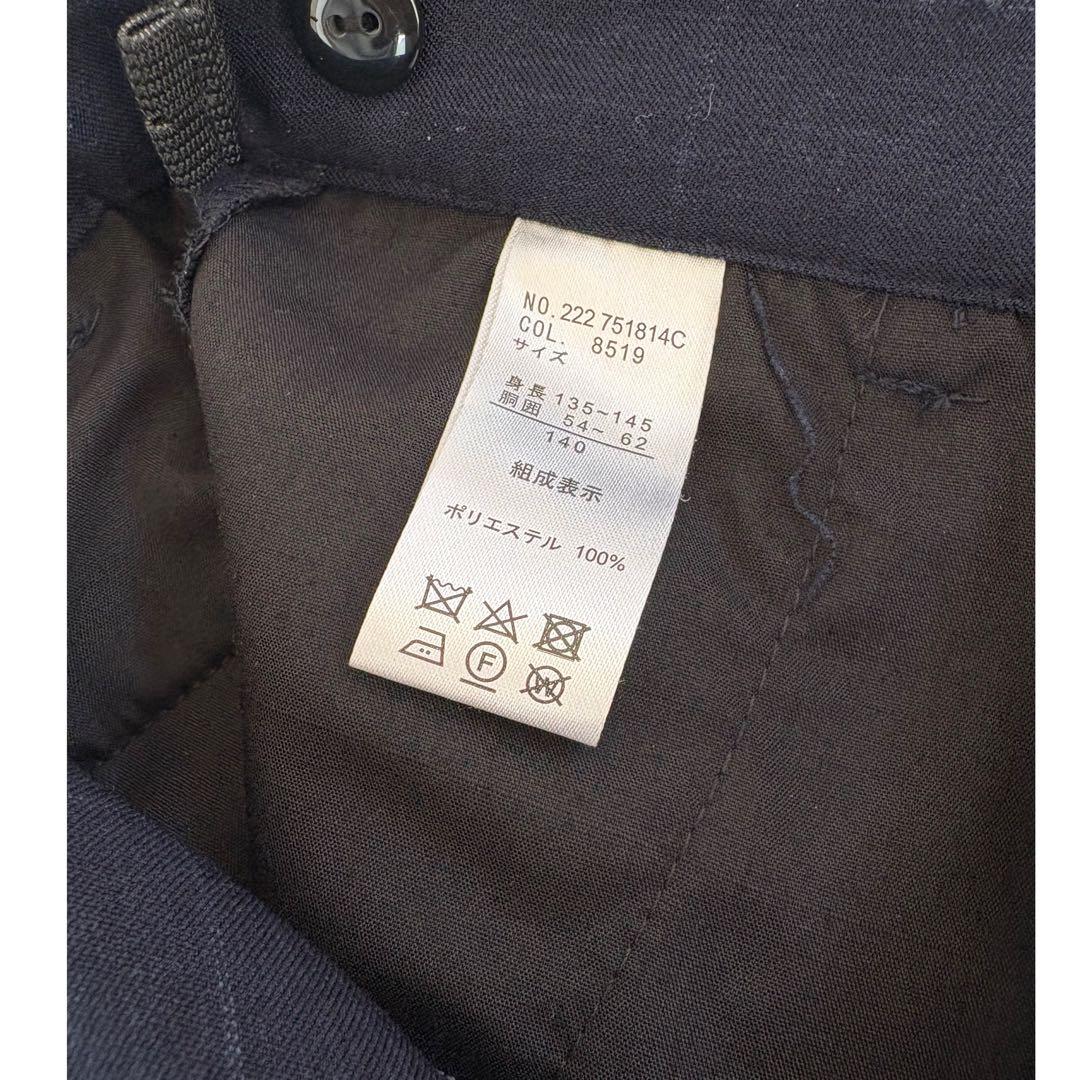 NO. 222 751814C
COL. 8519
サイズ
身長 135~145
胴囲 54~ 62
140
組成表示
ポリエステル 100%
F
W